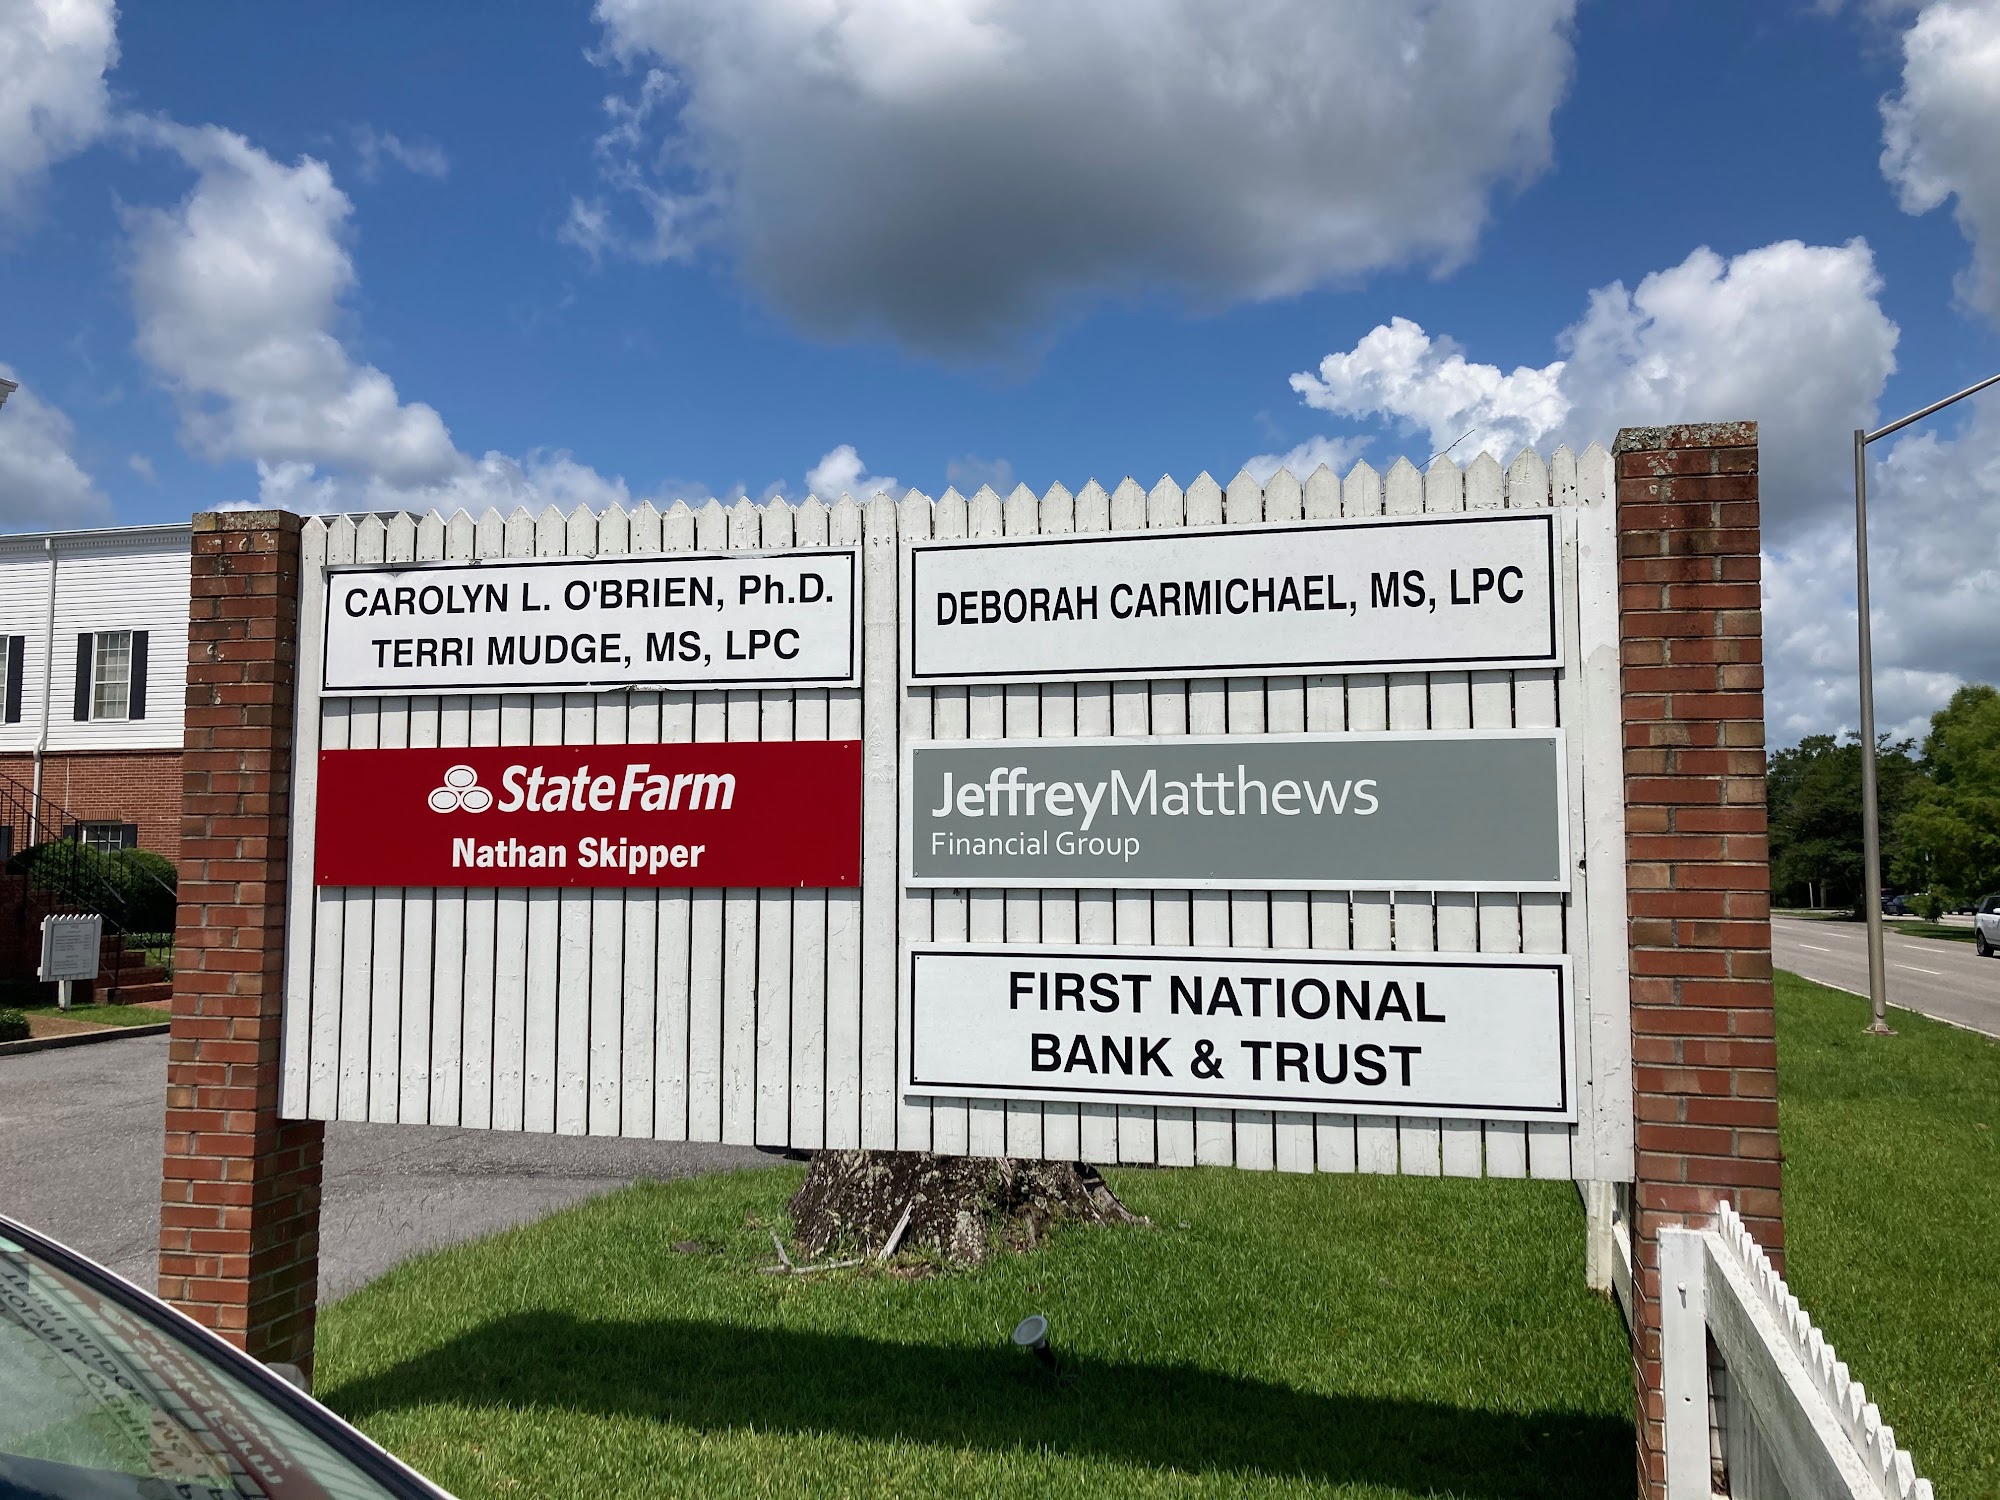 CAROLYN L. O'BRIEN, Ph.D.
TERRI MUDGE, MS, LPC
StateFarm
Nathan Skipper
DEBORAH CARMICHAEL, MS, LPC
JeffreyMatthews
Financial Group
FIRST NATIONAL
BANK & TRUST